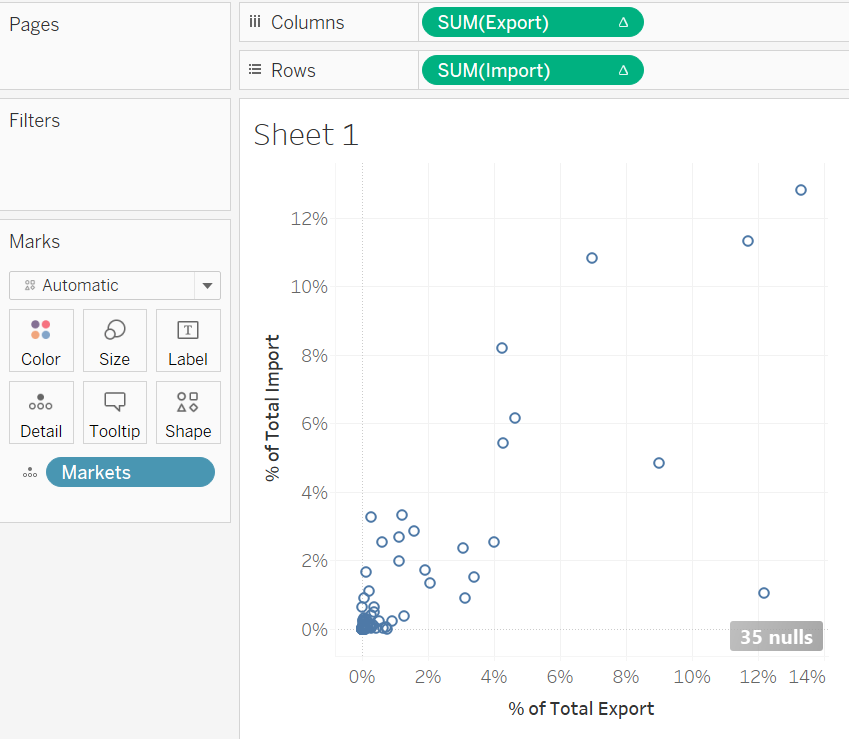 Pages
Columns
SUM(Export) Δ
Rows
SUM(Import) Δ
Filters
Sheet 1
Marks
Automatic
Color
Size
T
Label
Detail
Tooltip
Shape
Markets
% of Total Import
12%
10%
8%
6%
4%
2%
0%
35 nulls
0% 2% 4% 6% 8% 10% 12% 14%
% of Total Export